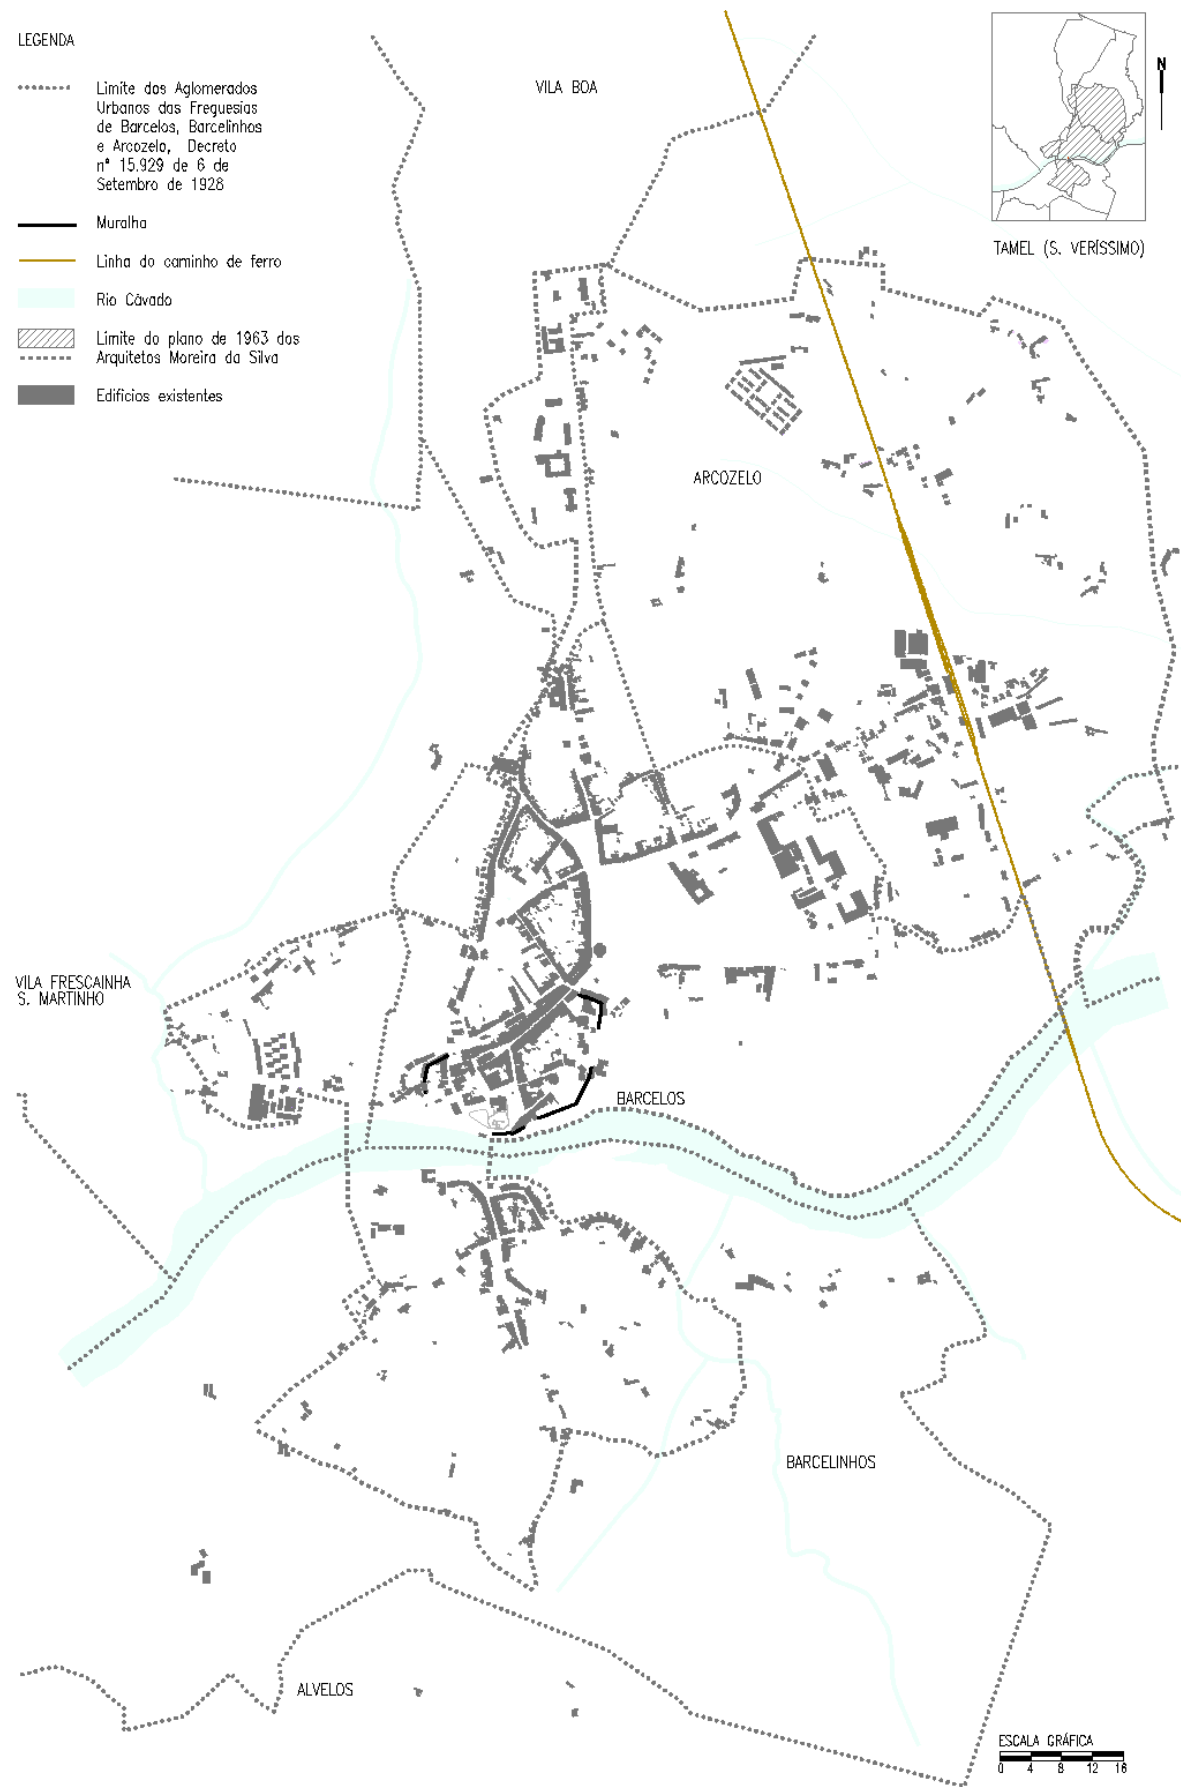 LEGENDA
Limite dos Aglomerados
Urbanos das Freguesias
de Barcelos, Barcelinhos
e Arcozelo, Decreto
nº 15.929 de 6 de
Setembro de 1928
Muralha
Linha do caminho de ferro
Rio Cávado
Limite do plano de 1963 dos
Arquitetos Moreira da Silva
Edifícios existentes
VILA BOA
N
TAMEL (S. VERÍSSIMO)
ARCOZELO
VILA FRESCAINHA
S. MARTINHO
BARCELOS
BARCELINHOS
ALVELOS
ESCALA GRÁFICA
0 4 8 12 16